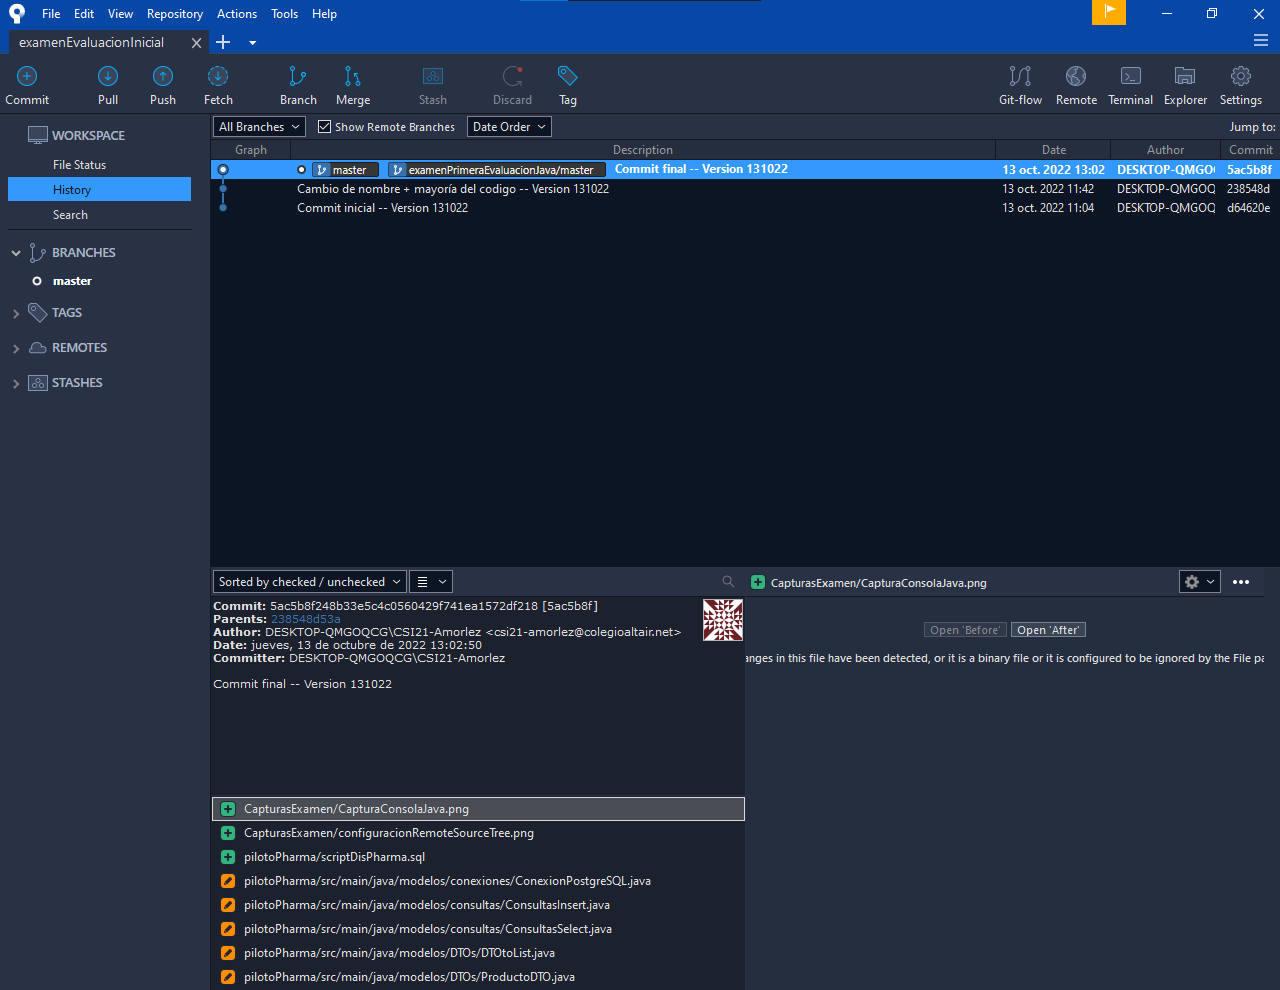 File Edit View Repository Actions Tools Help
examenEvaluacionInicial
Commit Pull Push Fetch Branch Merge Stash Discard Tag Git-flow Remote Terminal Explorer Settings
WORKSPACE
File Status
History
Search
BRANCHES
master
TAGS
REMOTES
STASHES
All Branches Show Remote Branches Date Order Jump to:
Graph Description Date Author Commit
master examenPrimeraEvaluacionJava/master Commit final -- Version 131022 13 oct. 2022 13:02 DESKTOP-QMGOQ 5ac5b8f
Cambio de nombre + mayoría del codigo -- Version 131022 13 oct. 2022 11:42 DESKTOP-QMGOQ 238548d
Commit inicial -- Version 131022 13 oct. 2022 11:04 DESKTOP-QMGOQ d64620e
Sorted by checked / unchecked
Commit: 5ac5b8f248b33e5c4c0560429f741ea1572df218 [5ac5b8f]
Parents: 238548d53a
Author: DESKTOP-QMGOQCG\CSI21-Amorlez <csi21-amorlez@colegioaltair.net>
Date: jueves, 13 de octubre de 2022 13:02:50
Committer: DESKTOP-QMGOQCG\CSI21-Amorlez
Commit final -- Version 131022
CapturasExamen/CapturaConsolaJava.png
CapturasExamen/configuracionRemoteSourceTree.png
pilotoPharma/scriptDisPharma.sql
pilotoPharma/src/main/java/modelos/conexiones/ConexionPostgreSQL.java
pilotoPharma/src/main/java/modelos/consultas/ConsultasInsert.java
pilotoPharma/src/main/java/modelos/consultas/ConsultasSelect.java
pilotoPharma/src/main/java/modelos/DTOs/DTOtoList.java
pilotoPharma/src/main/java/modelos/DTOs/ProductoDTO.java
CapturasExamen/CapturaConsolaJava.png
Open 'Before' Open 'After'
anges in this file have been detected, or it is a binary file or it is configured to be ignored by the File pa